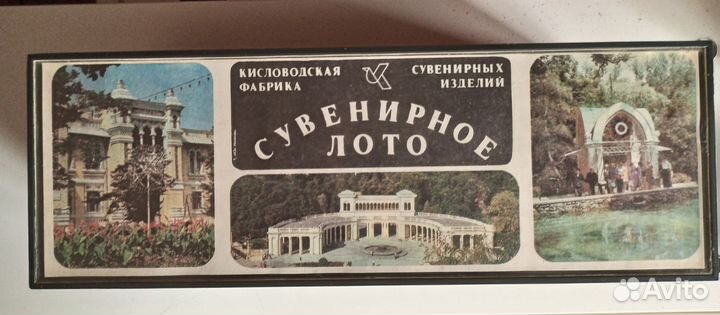 КИСЛОВОДСКАЯ СУВЕНИРНЫХ
ФАБРИКА ИЗДЕЛИЙ
СУВЕНИРНОЕ
ЛОТО
Avito